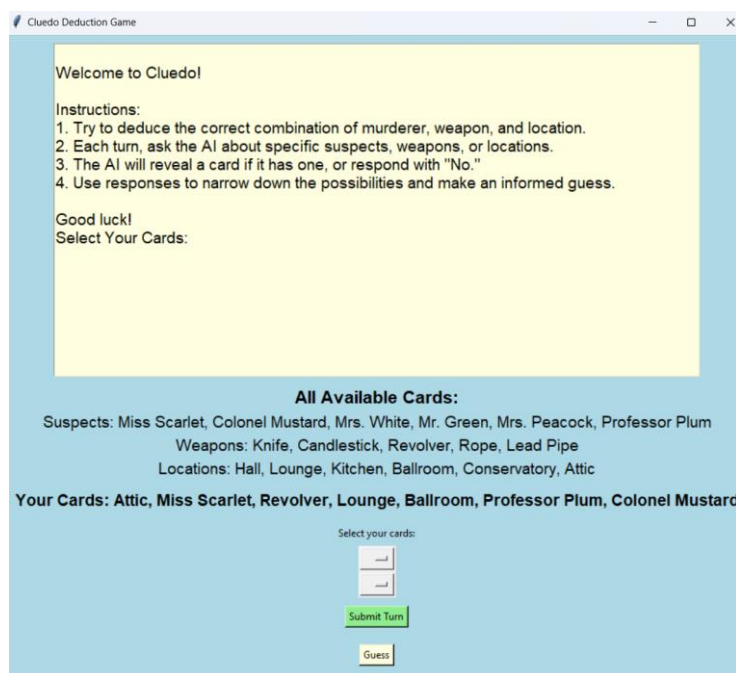 Cluedo Deduction Game
Welcome to Cluedo!
Instructions:
1. Try to deduce the correct combination of murderer, weapon, and location.
2. Each turn, ask the AI about specific suspects, weapons, or locations.
3. The AI will reveal a card if it has one, or respond with "No."
4. Use responses to narrow down the possibilities and make an informed guess.
Good luck!
Select Your Cards:
All Available Cards:
Suspects: Miss Scarlet, Colonel Mustard, Mrs. White, Mr. Green, Mrs. Peacock, Professor Plum
Weapons: Knife, Candlestick, Revolver, Rope, Lead Pipe
Locations: Hall, Lounge, Kitchen, Ballroom, Conservatory, Attic
Your Cards: Attic, Miss Scarlet, Revolver, Lounge, Ballroom, Professor Plum, Colonel Mustard
Select your cards:
Submit Turn
Guess